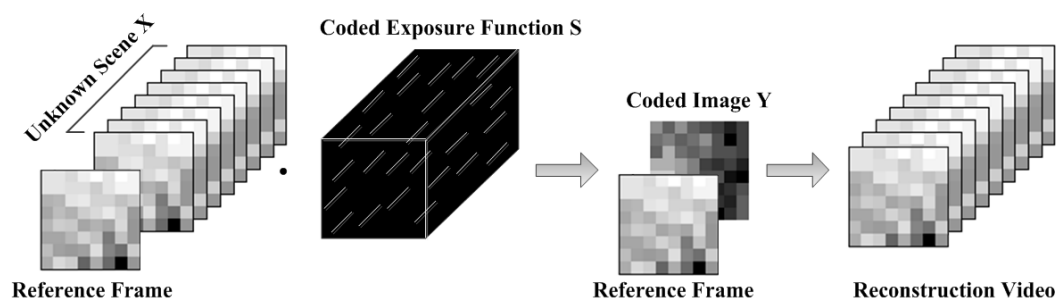 Unknown Scene X
Coded Exposure Function S
Coded Image Y
Reference Frame
Reference Frame
Reconstruction Video